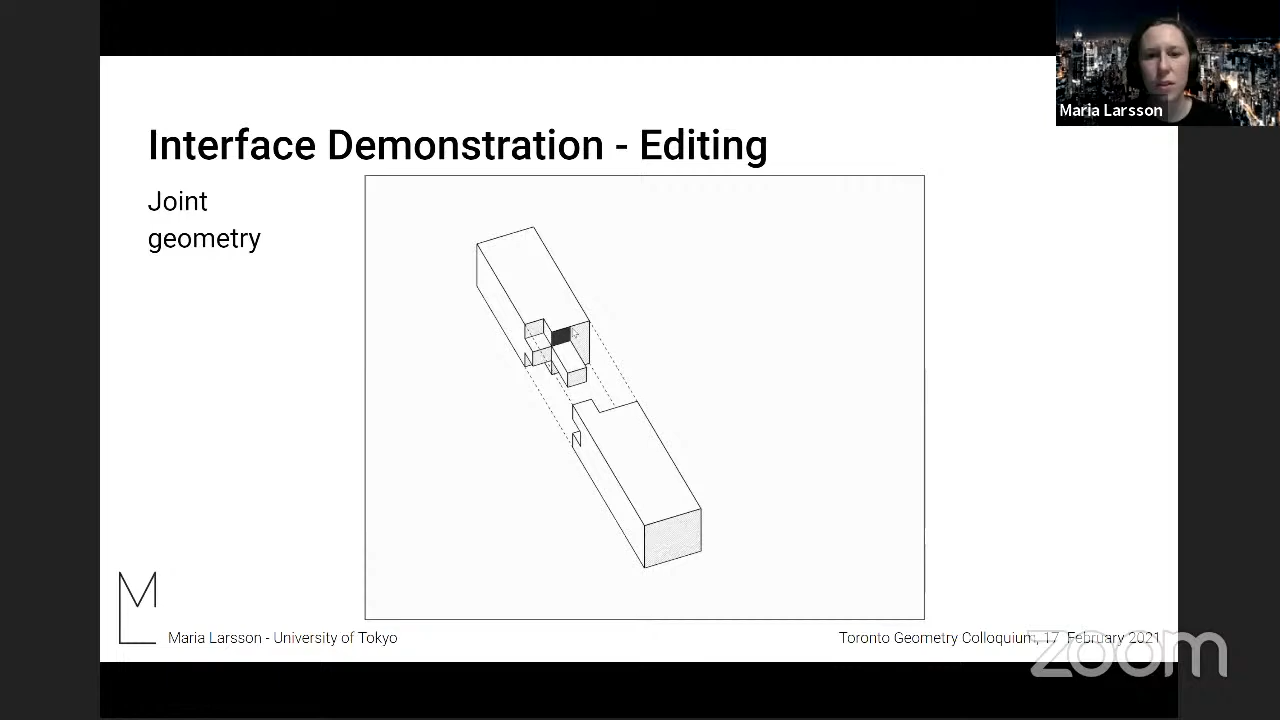 Maria Larsson
Interface Demonstration - Editing
Joint
geometry
ML
Maria Larsson - University of Tokyo
Toronto Geometry Colloquium, 17 February 2021
zoom